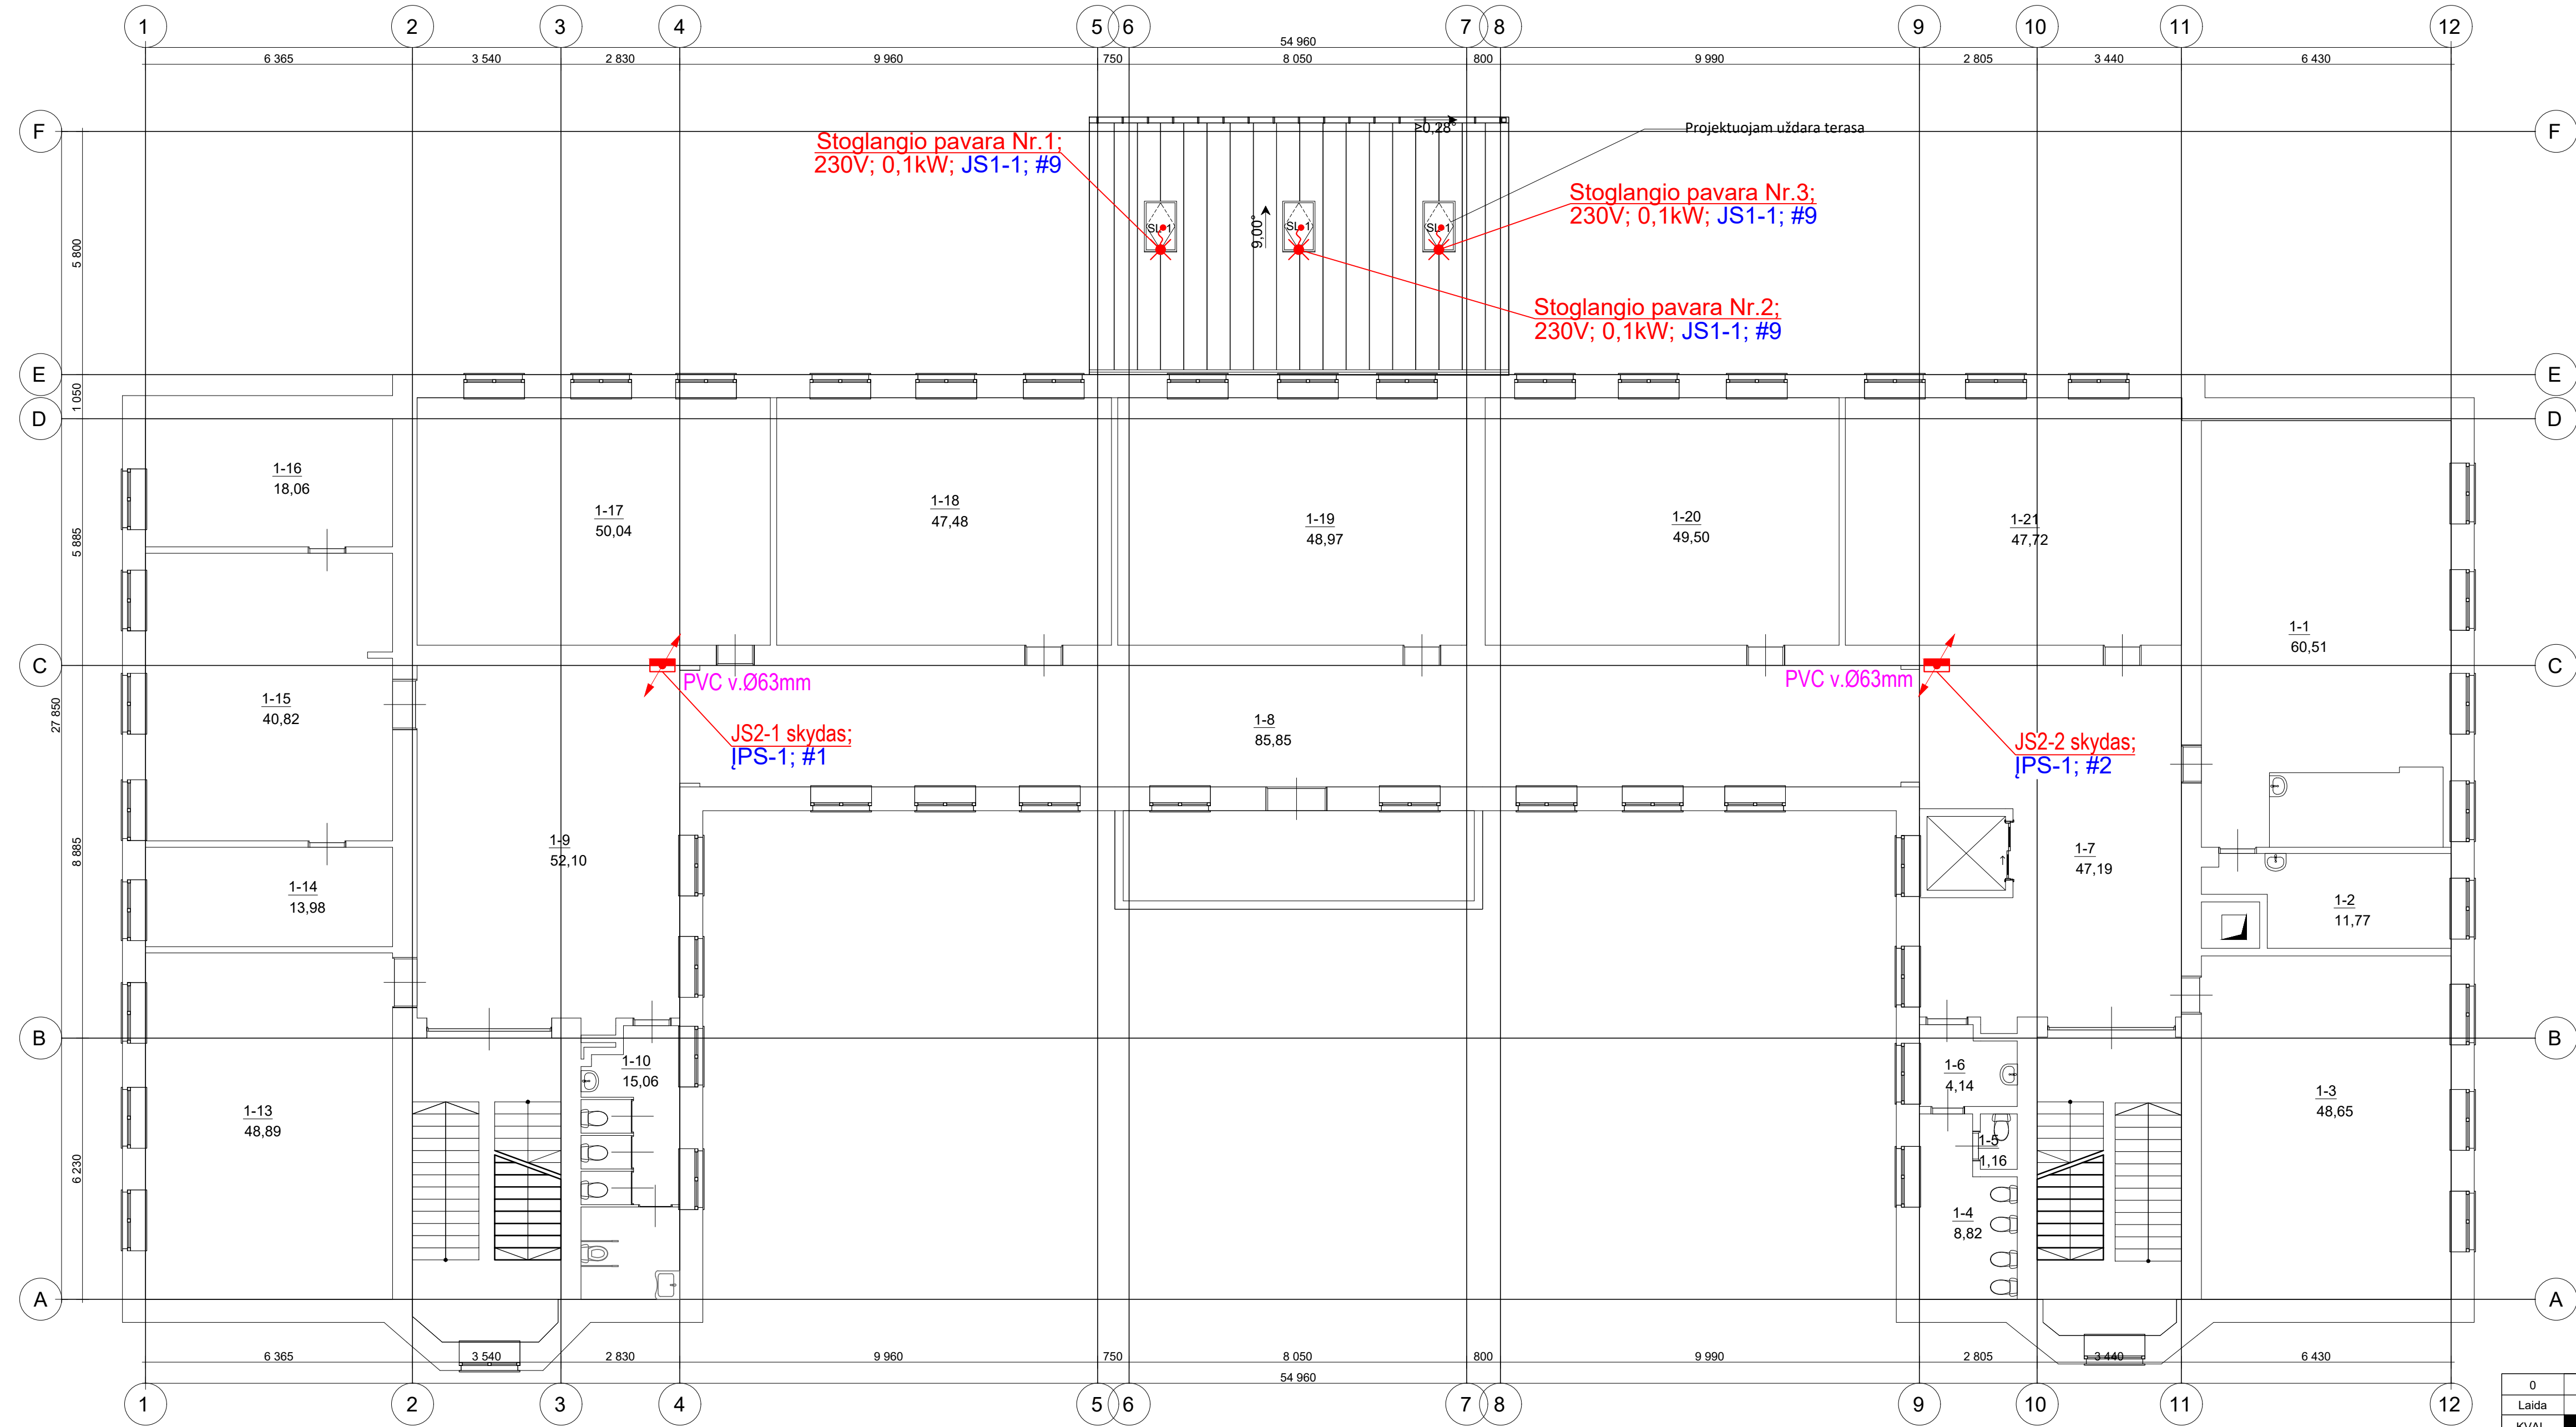 1 2 3 4 5 6 7 8 9 10 11 12
54 960
6 365 3 540 2 830 9 960 750 8 050 800 9 990 2 805 3 440 6 430
F F
≥0,28°
Projektuojam uždara terasa
Stoglangio pavara Nr.1;
230V; 0,1kW; JS1-1; #9
Stoglangio pavara Nr.3;
230V; 0,1kW; JS1-1; #9
SL-1 SL-1 SL-1
9,00°
5 800
Stoglangio pavara Nr.2;
230V; 0,1kW; JS1-1; #9
E E
1 050
D D
1-16
18,06
1-17
50,04
1-18
47,48
1-19
48,97
1-20
49,50
1-21
47,72
5 885
1-1
60,51
C C
PVC v.Ø63mm
PVC v.Ø63mm
27 850
1-15
40,82
JS2-1 skydas;
ĮPS-1; #1
1-8
85,85
JS2-2 skydas;
ĮPS-1; #2
8 885
1-9
52,10
1-7
47,19
1-14
13,98
1-2
11,77
B B
1-10
15,06
1-6
4,14
1-13
48,89
1-3
48,65
1-5
1,16
6 230
1-4
8,82
A A
6 365 3 540 2 830 9 960 750 8 050 800 9 990 2 805 3 440 6 430
54 960
1 2 3 4 5 6 7 8 9 10 11 12
0
Laida